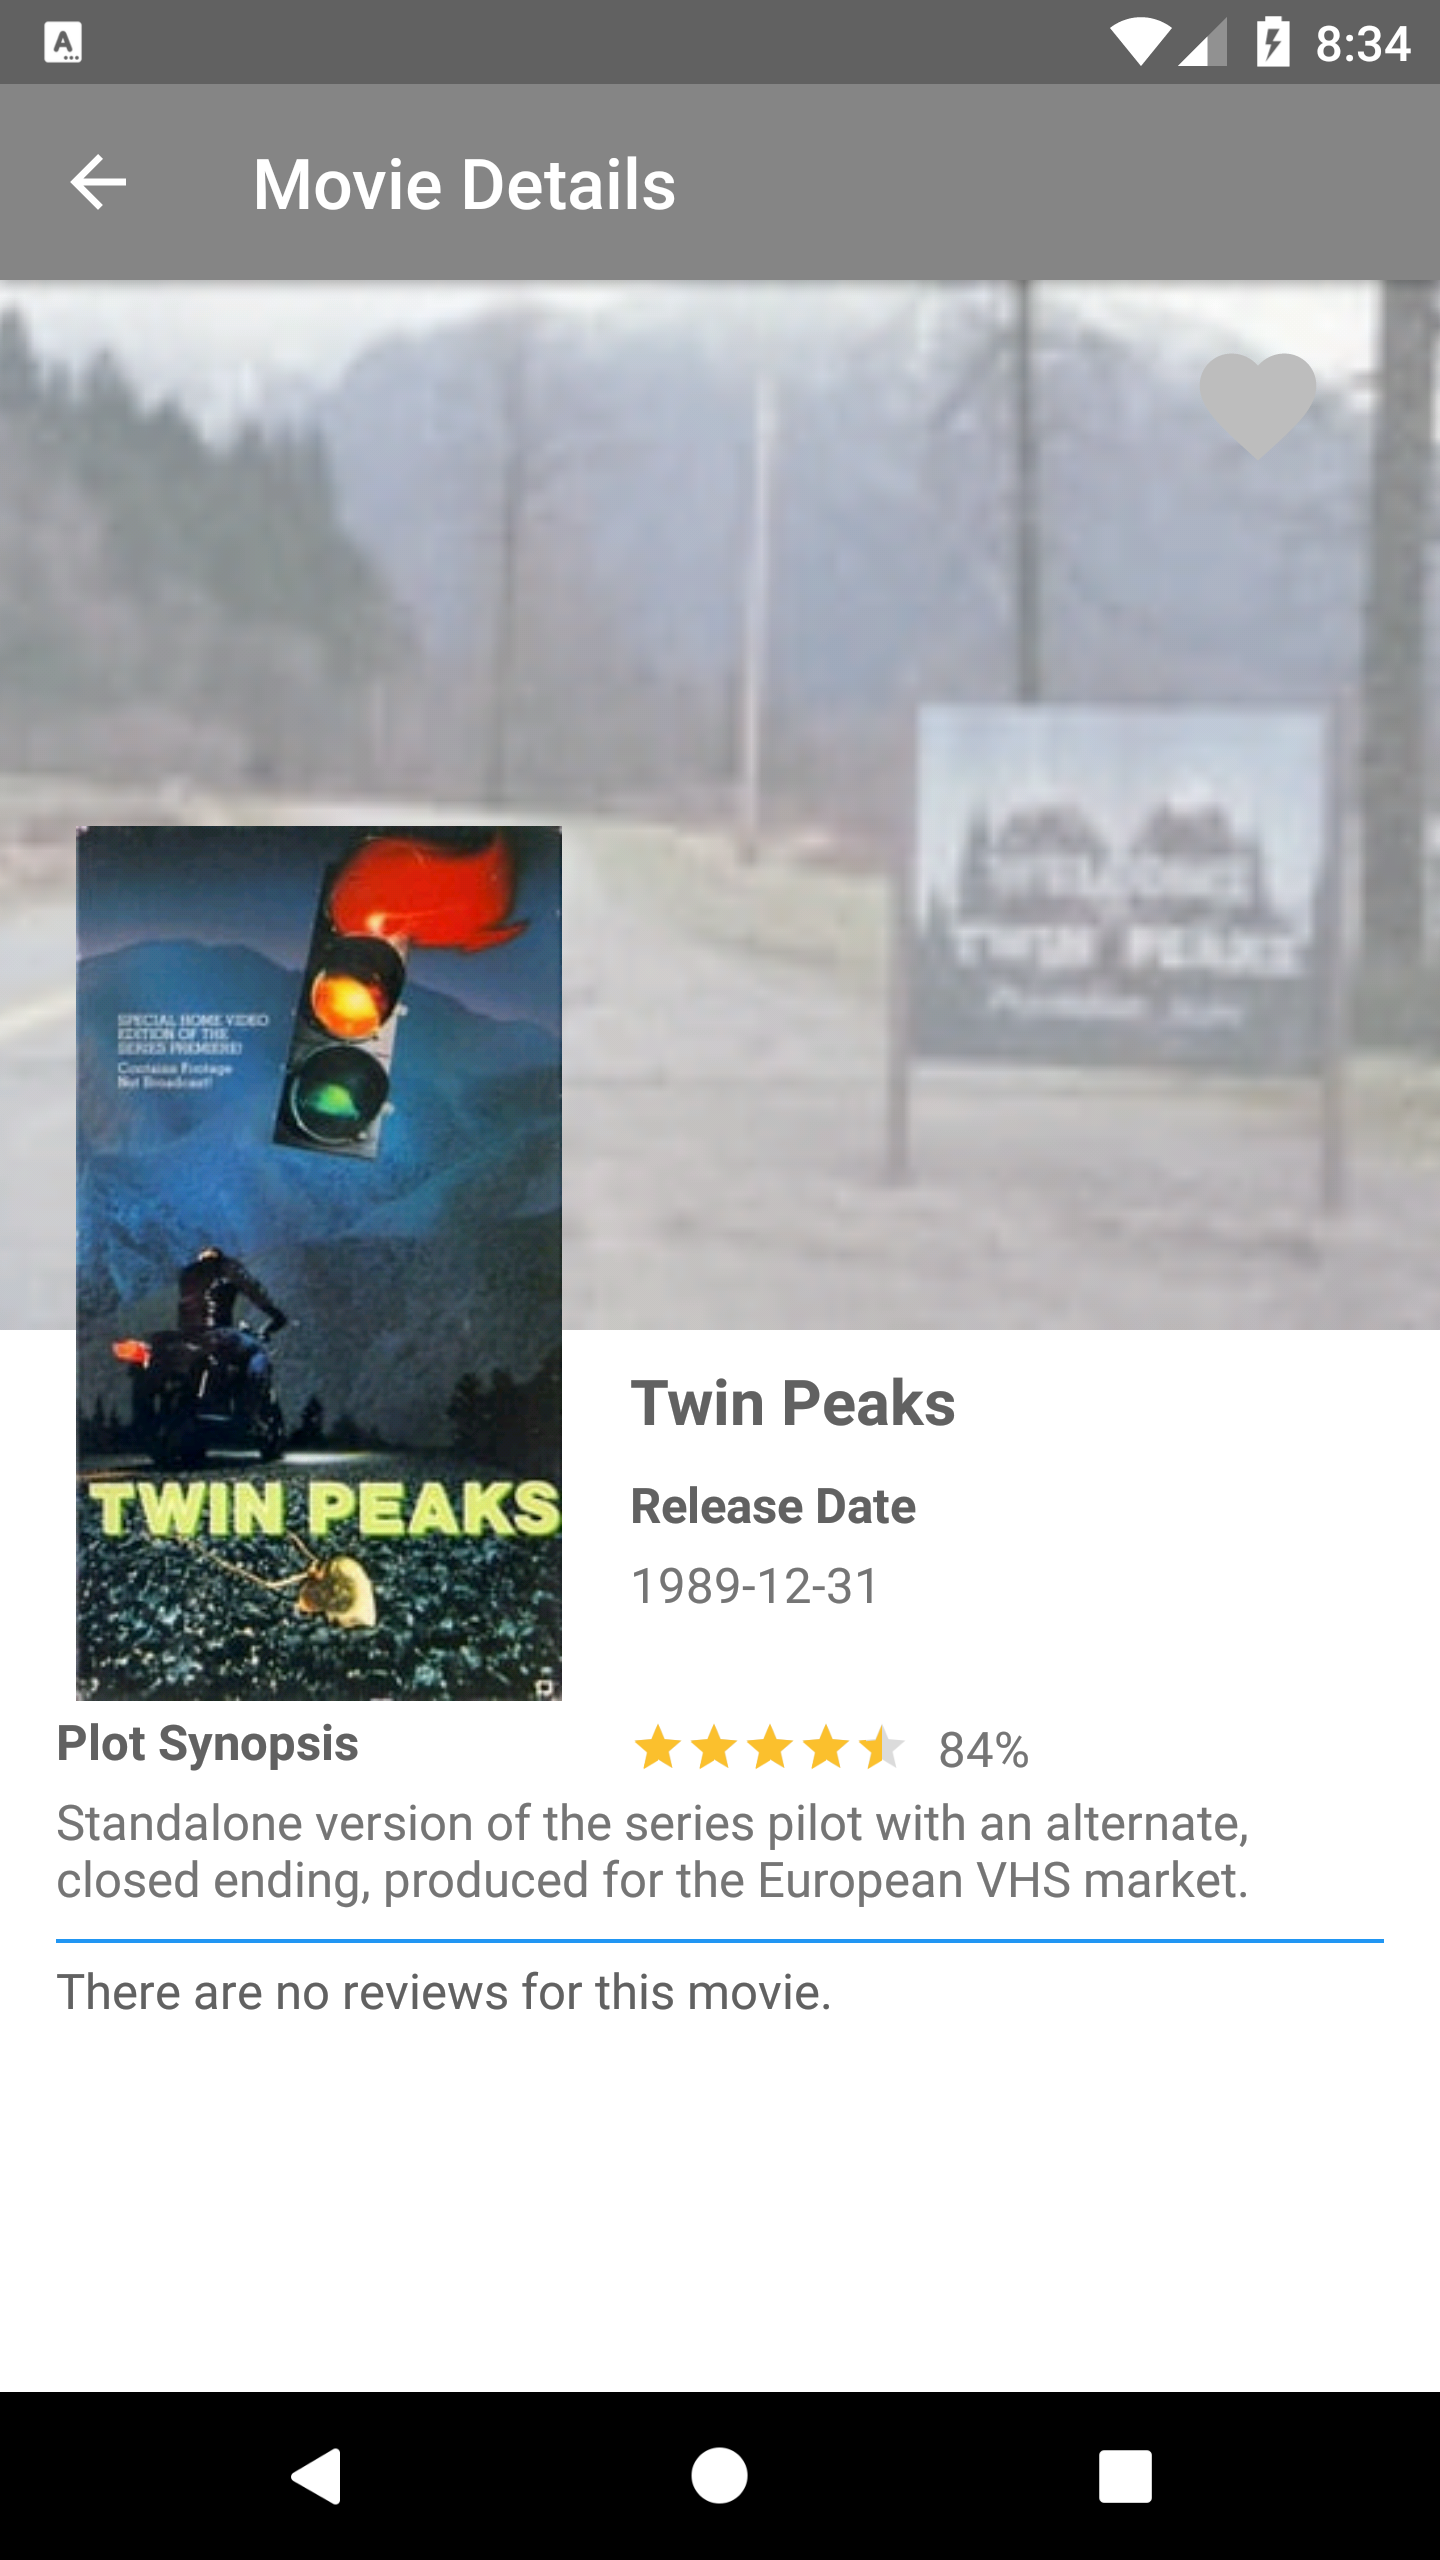 8:34
Movie Details
WELCOME
TWIN PEAKS
SPECIAL HOME VIDEO
EDITION OF THE
SERIES PREMIERE!
Contains Footage
Not Broadcast!
TWIN PEAKS
Twin Peaks
Release Date
1989-12-31
Plot Synopsis
84%
Standalone version of the series pilot with an alternate,
closed ending, produced for the European VHS market.
There are no reviews for this movie.